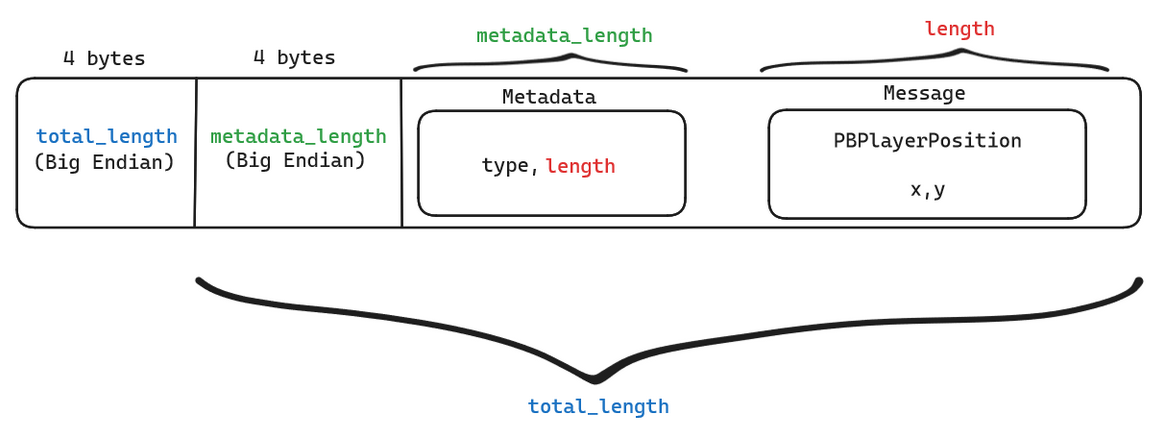 4 bytes
4 bytes
metadata_length
length
total_length
(Big Endian)
metadata_length
(Big Endian)
Metadata
type, length
Message
PBPlayerPosition
x,y
total_length